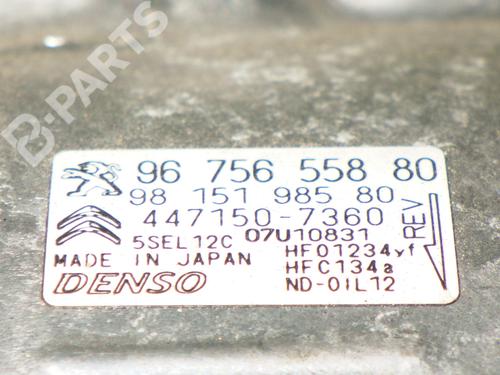 B-PARTS
96 756 558 80
98 151 985 80
447150-7360
5SEL12C 07U10831
MADE IN JAPAN
DENSO
HFO1234yf
HFC134a
ND-OIL12
REV